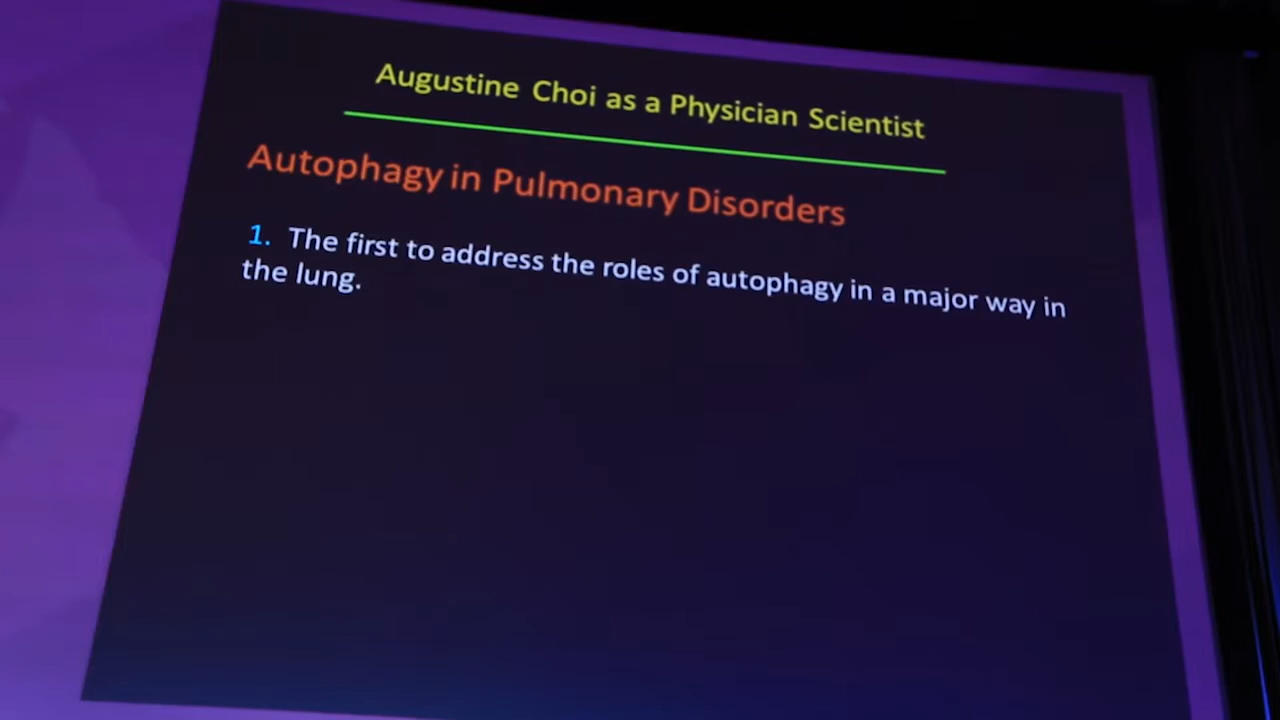 Augustine Choi as a Physician Scientist
Autophagy in Pulmonary Disorders
1. The first to address the roles of autophagy in a major way in
the lung.